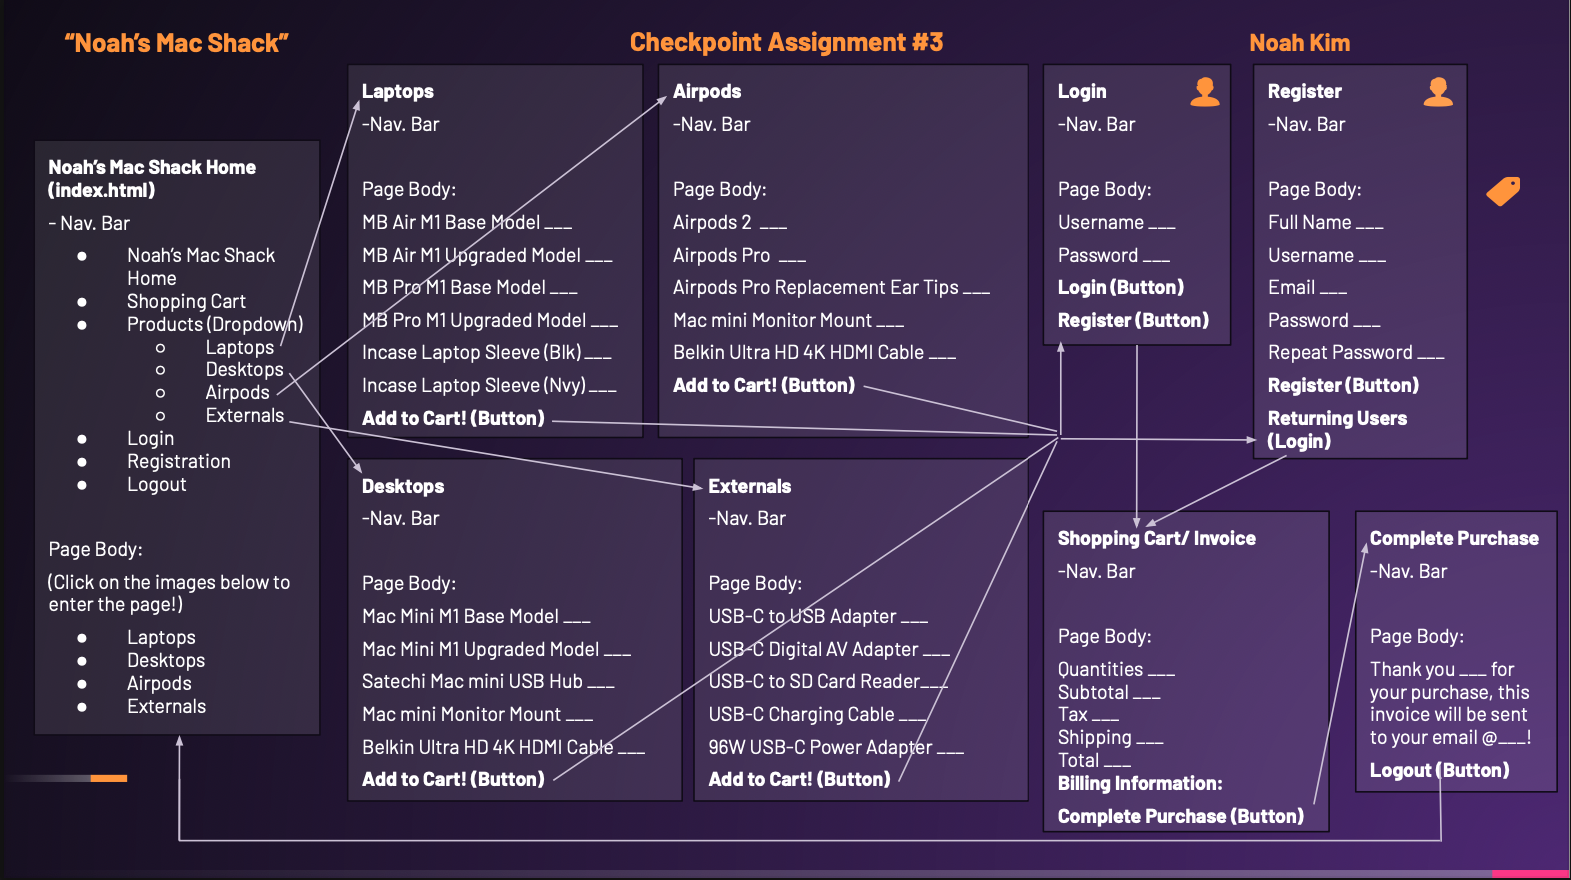 “Noah’s Mac Shack”
Checkpoint Assignment #3
Noah Kim
Noah’s Mac Shack Home
(index.html)
- Nav. Bar
● Noah’s Mac Shack
Home
● Shopping Cart
● Products (Dropdown)
○ Laptops
○ Desktops
○ Airpods
○ Externals
● Login
● Registration
● Logout
Page Body:
(Click on the images below to
enter the page!)
● Laptops
● Desktops
● Airpods
● Externals
Laptops
-Nav. Bar
Page Body:
MB Air M1 Base Model ___
MB Air M1 Upgraded Model ___
MB Pro M1 Base Model ___
MB Pro M1 Upgraded Model ___
Incase Laptop Sleeve (Blk)___
Incase Laptop Sleeve (Nvy)___
Add to Cart! (Button)
Airpods
-Nav. Bar
Page Body:
Airpods 2 ___
Airpods Pro ___
Airpods Pro Replacement Ear Tips ___
Mac mini Monitor Mount ___
Belkin Ultra HD 4K HDMI Cable ___
Add to Cart! (Button)
Login
-Nav. Bar
Page Body:
Username ___
Password ___
Login (Button)
Register (Button)
Register
-Nav. Bar
Page Body:
Full Name ___
Username ___
Email ___
Password ___
Repeat Password ___
Register (Button)
Returning Users
(Login)
Desktops
-Nav. Bar
Page Body:
Mac Mini M1 Base Model ___
Mac Mini M1 Upgraded Model ___
Satechi Mac mini USB Hub ___
Mac mini Monitor Mount ___
Belkin Ultra HD 4K HDMI Cable ___
Add to Cart! (Button)
Externals
-Nav. Bar
Page Body:
USB-C to USB Adapter ___
USB-C Digital AV Adapter ___
USB-C to SD Card Reader___
USB-C Charging Cable ___
96W USB-C Power Adapter ___
Add to Cart! (Button)
Shopping Cart/ Invoice
-Nav. Bar
Page Body:
Quantities ___
Subtotal ___
Tax ___
Shipping ___
Total ___
Billing Information:
Complete Purchase (Button)
Complete Purchase
-Nav. Bar
Page Body:
Thank you ___ for
your purchase, this
invoice will be sent
to your email @___!
Logout (Button)